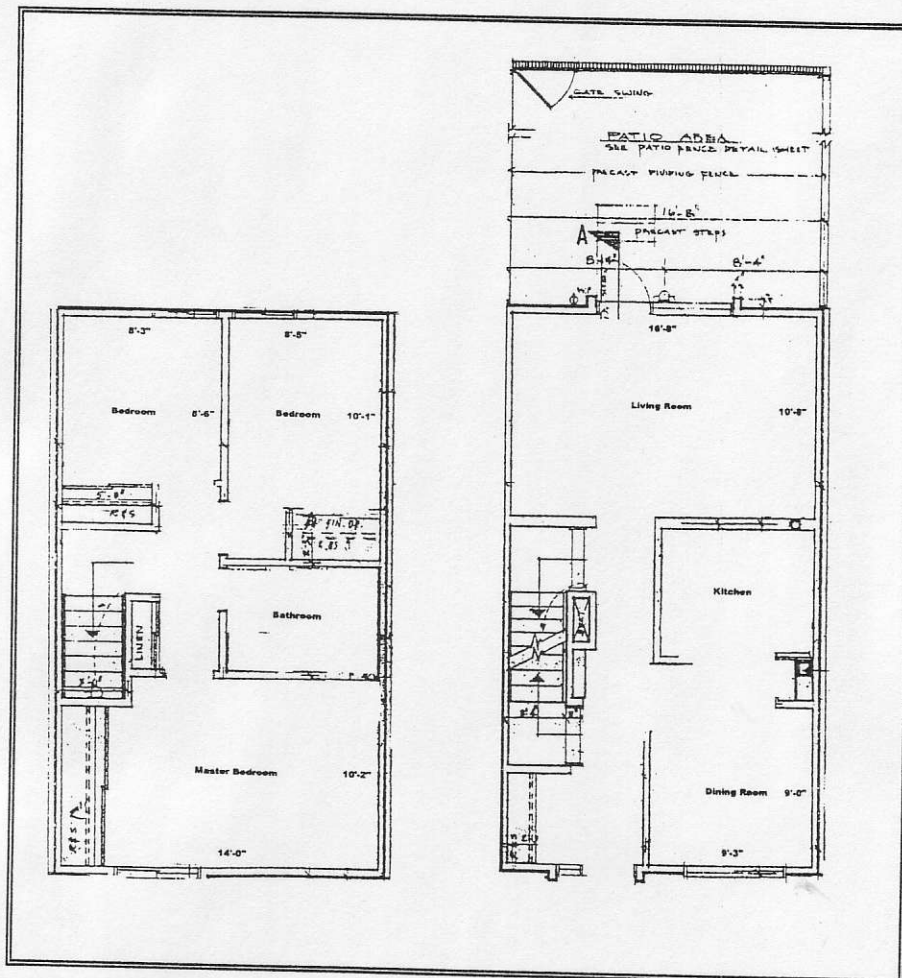 GATE SWING
PATIO AREA
SEE PATIO FENCE DETAIL SHEET
PRECAST DIVIDING FENCE
16'-8"
PRECAST STEPS
A
8'-4"
8'-4"
8'-3"
8'-5"
16'-8"
Bedroom
8'-6"
Bedroom
10'-1"
Living Room
10'-8"
R&S
Kitchen
Bathroom
LINEN
Master Bedroom
10'-2"
Dining Room
9'-0"
R&S
14'-0"
9'-3"